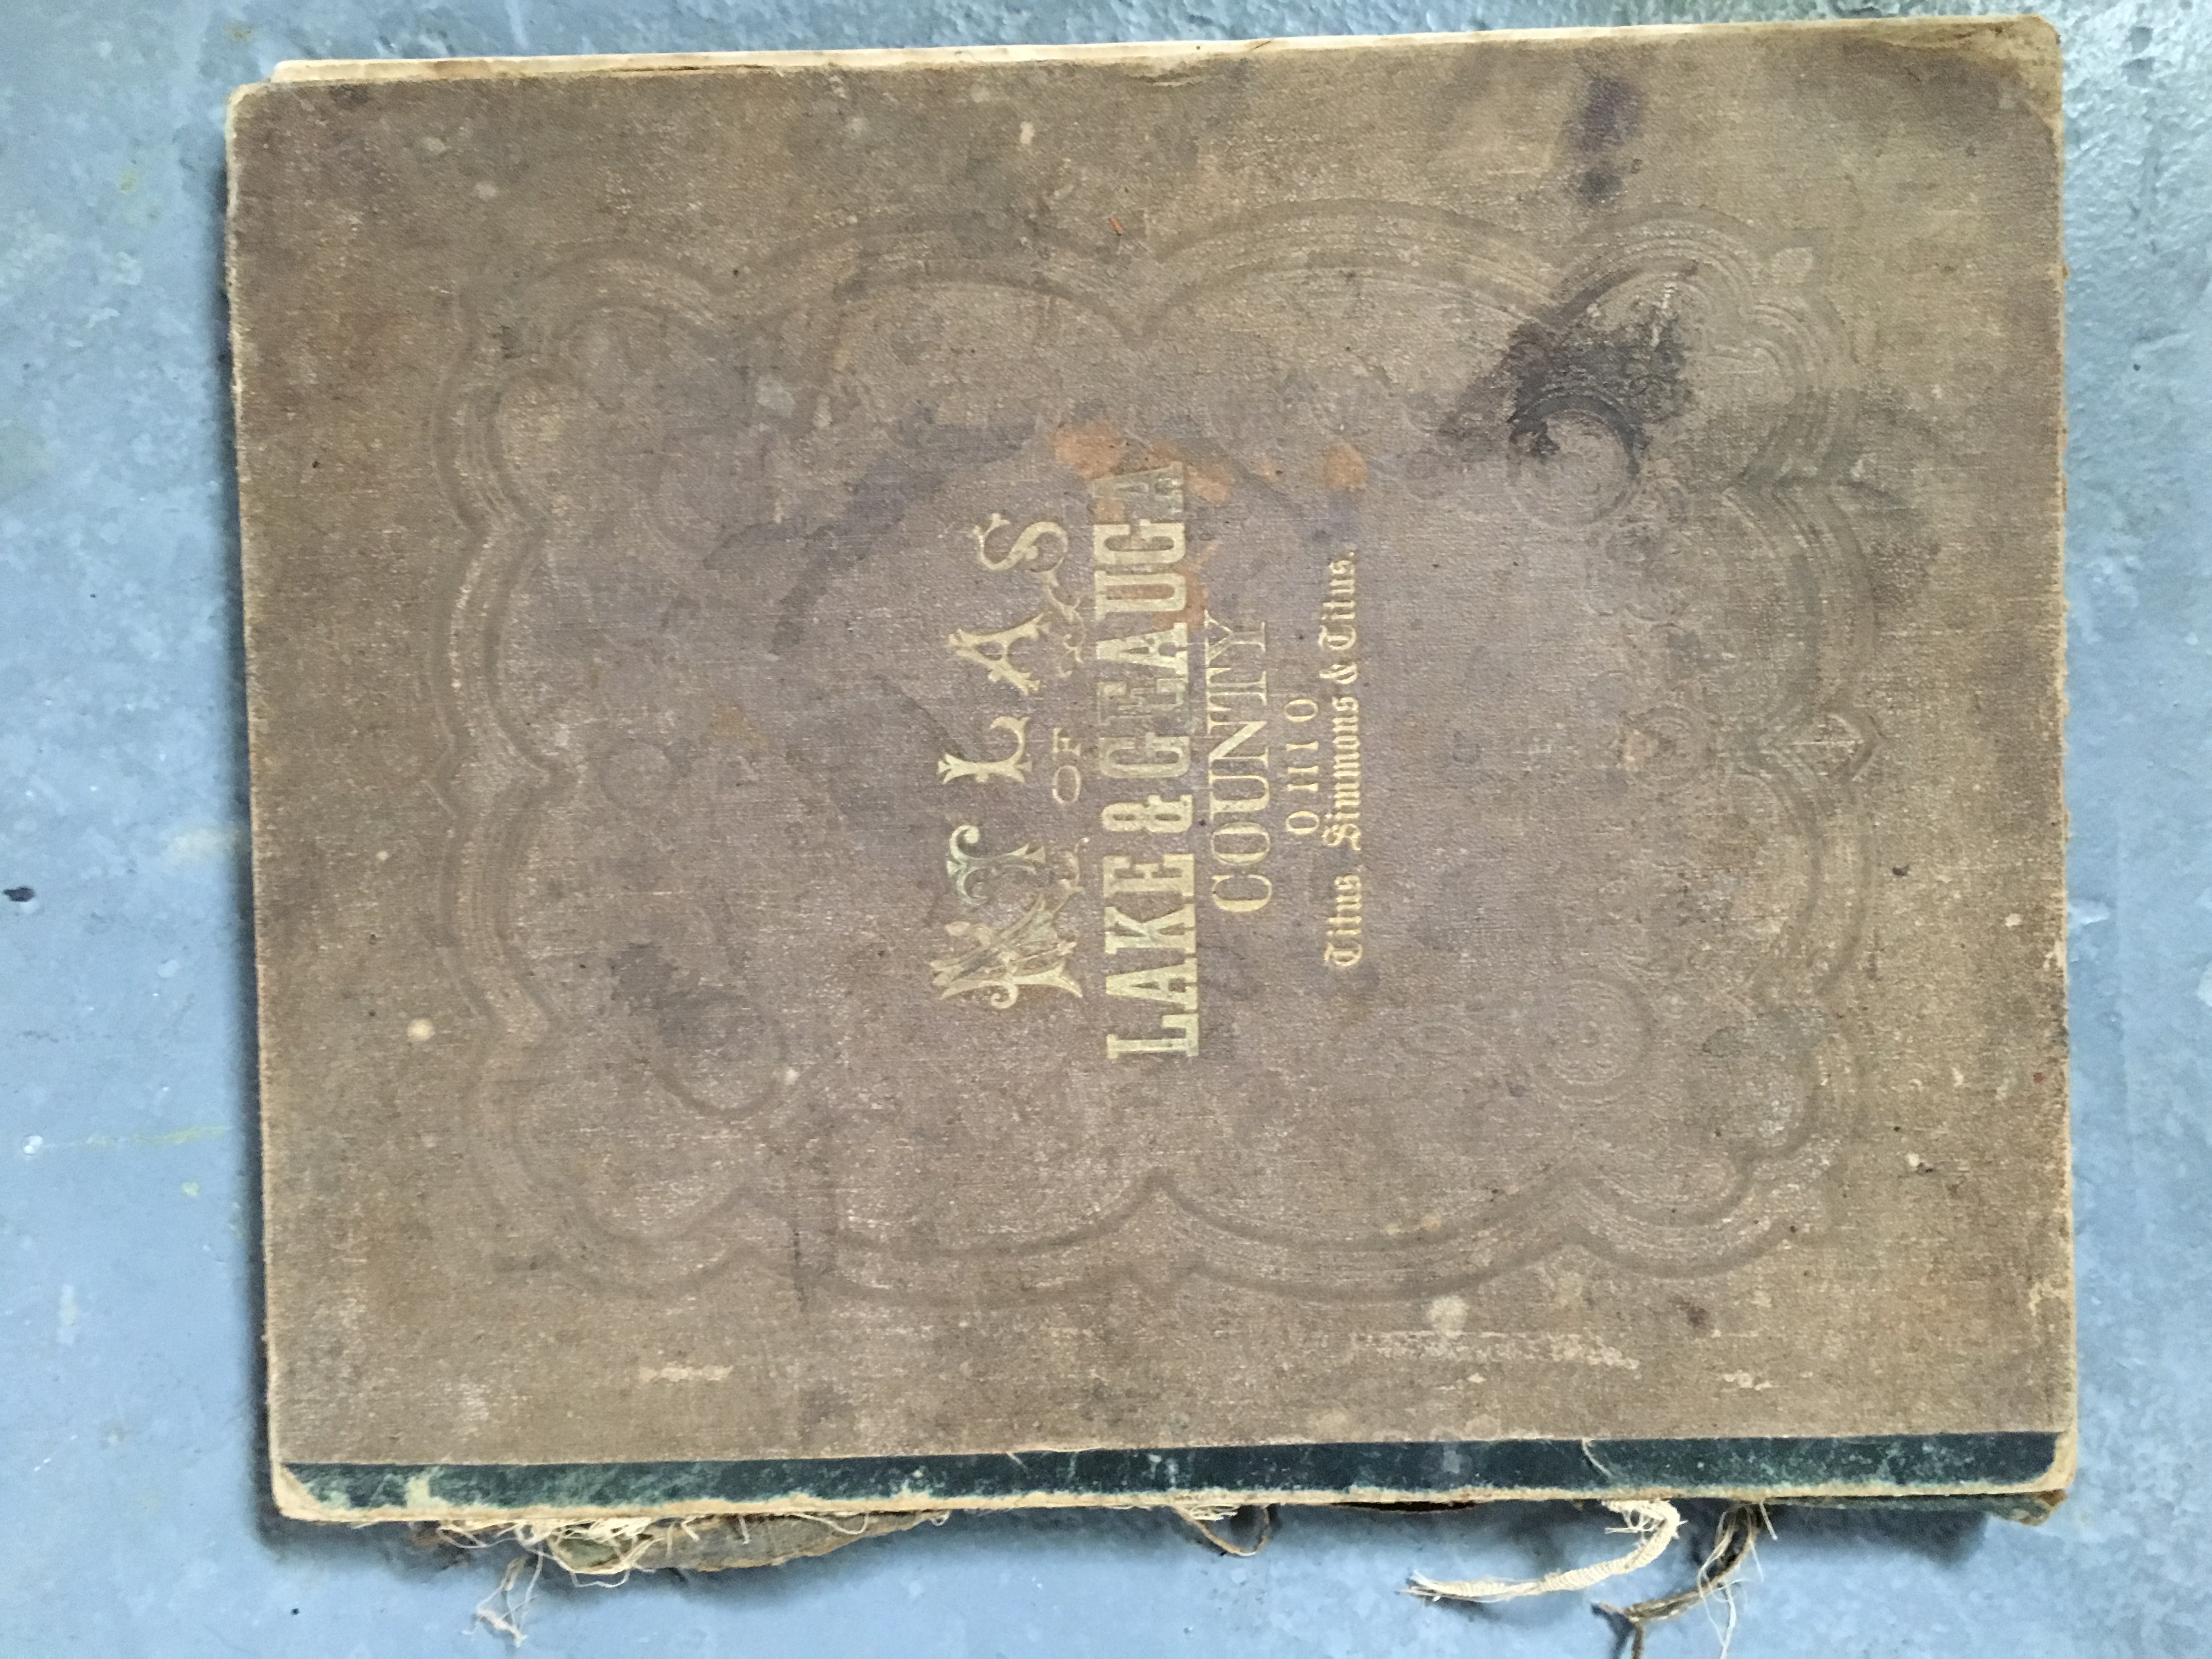 ATLAS
OF
LAKE & GEAUGA
COUNTY
OHIO
Titus, Simmons & Titus.